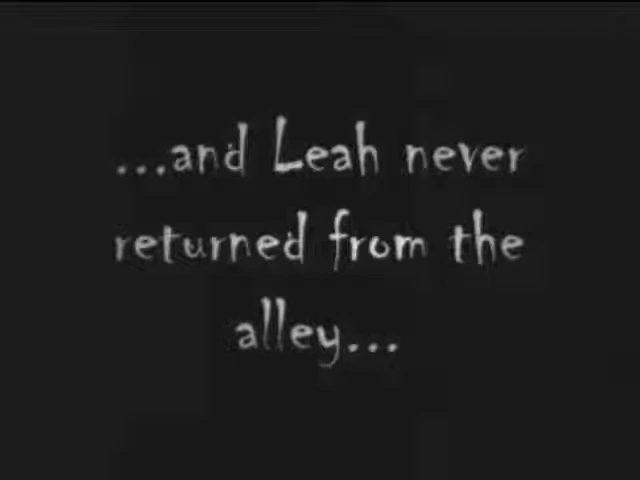 ...and Leah never
returned from the
alley...